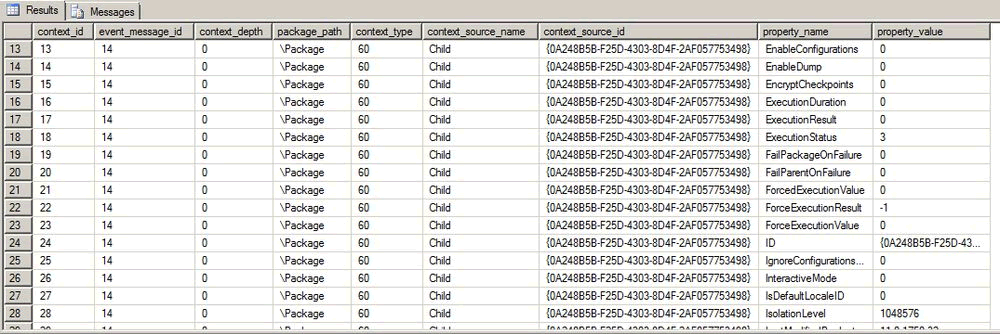 Results Messages
context_id event_message_id context_depth package_path context_type context_source_name context_source_id property_name property_value
13 13 14 0 \Package 60 Child {0A248B5B-F25D-4303-8D4F-2AF057753498} EnableConfigurations 0
14 14 14 0 \Package 60 Child {0A248B5B-F25D-4303-8D4F-2AF057753498} EnableDump 0
15 15 14 0 \Package 60 Child {0A248B5B-F25D-4303-8D4F-2AF057753498} EncryptCheckpoints 0
16 16 14 0 \Package 60 Child {0A248B5B-F25D-4303-8D4F-2AF057753498} ExecutionDuration 0
17 17 14 0 \Package 60 Child {0A248B5B-F25D-4303-8D4F-2AF057753498} ExecutionResult 0
18 18 14 0 \Package 60 Child {0A248B5B-F25D-4303-8D4F-2AF057753498} ExecutionStatus 3
19 19 14 0 \Package 60 Child {0A248B5B-F25D-4303-8D4F-2AF057753498} FailPackageOnFailure 0
20 20 14 0 \Package 60 Child {0A248B5B-F25D-4303-8D4F-2AF057753498} FailParentOnFailure 0
21 21 14 0 \Package 60 Child {0A248B5B-F25D-4303-8D4F-2AF057753498} ForcedExecutionValue 0
22 22 14 0 \Package 60 Child {0A248B5B-F25D-4303-8D4F-2AF057753498} ForceExecutionResult -1
23 23 14 0 \Package 60 Child {0A248B5B-F25D-4303-8D4F-2AF057753498} ForceExecutionValue 0
24 24 14 0 \Package 60 Child {0A248B5B-F25D-4303-8D4F-2AF057753498} ID {0A248B5B-F25D-43...
25 25 14 0 \Package 60 Child {0A248B5B-F25D-4303-8D4F-2AF057753498} IgnoreConfigurations... 0
26 26 14 0 \Package 60 Child {0A248B5B-F25D-4303-8D4F-2AF057753498} InteractiveMode 0
27 27 14 0 \Package 60 Child {0A248B5B-F25D-4303-8D4F-2AF057753498} IsDefaultLocaleID 0
28 28 14 0 \Package 60 Child {0A248B5B-F25D-4303-8D4F-2AF057753498} IsolationLevel 1048576